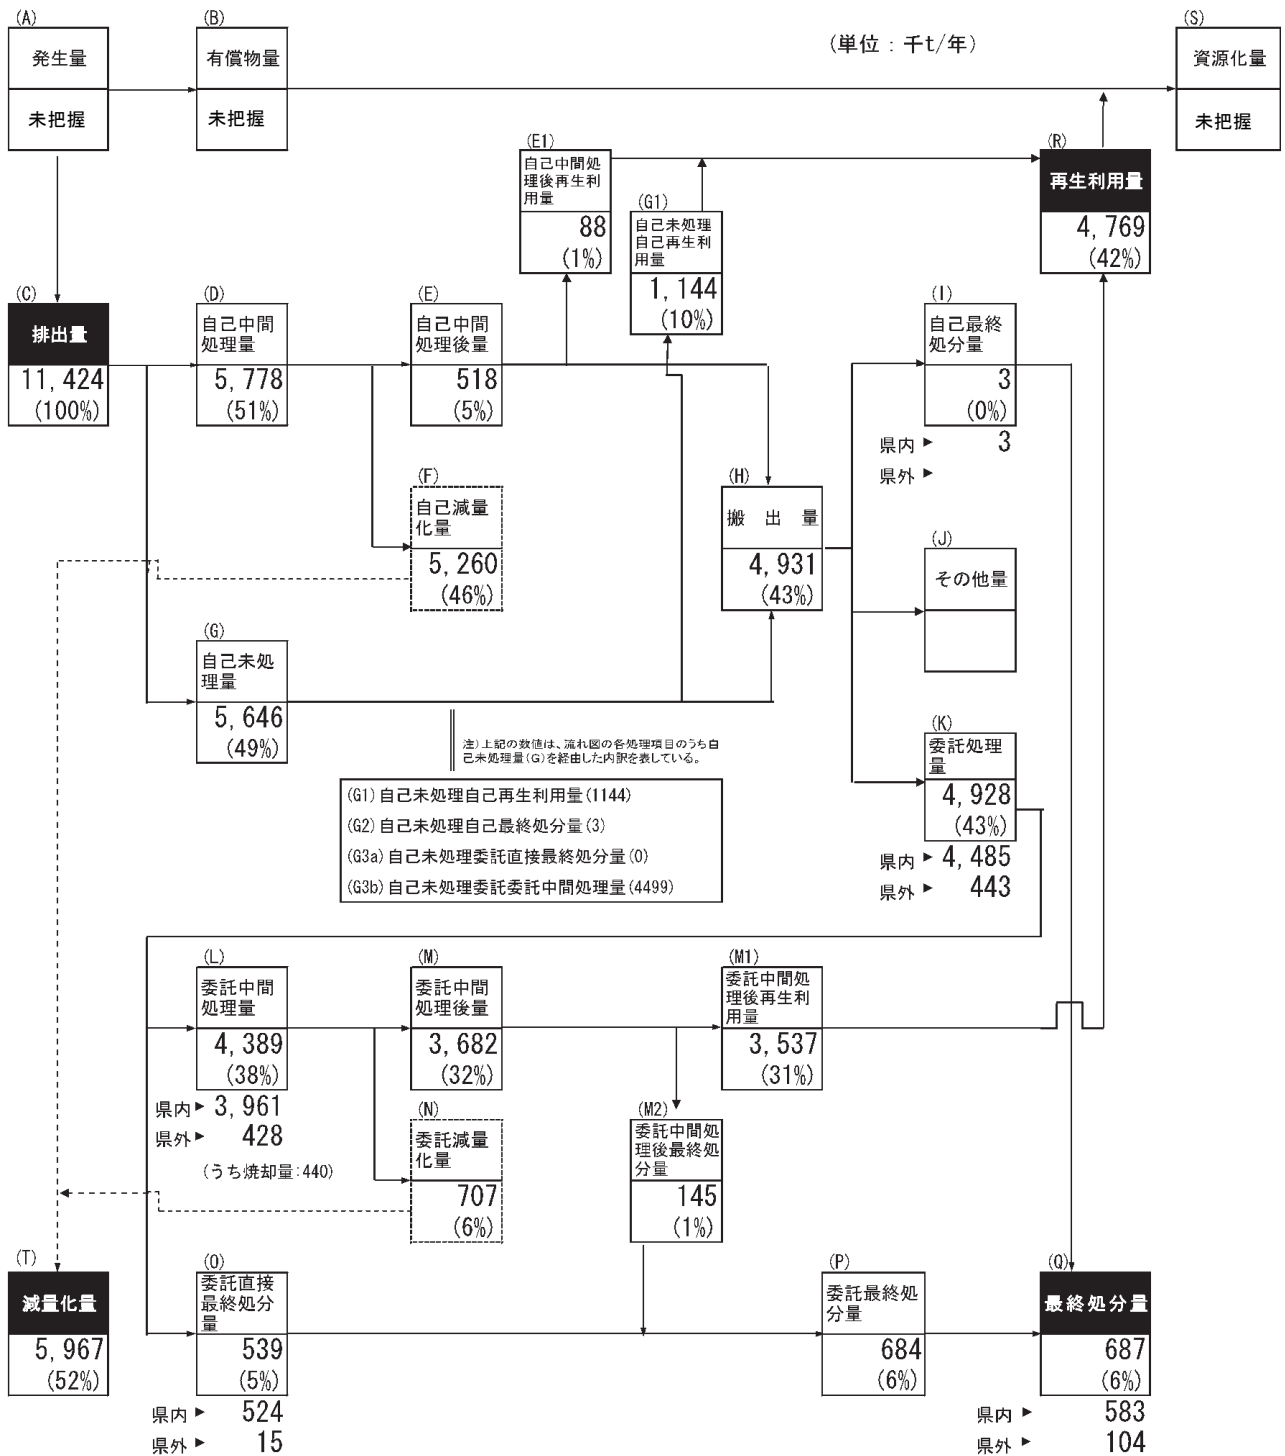 (A)
発生量
未把握
(B)
有償物量
未把握
(単位：千t/年)
(S)
資源化量
未把握
(E1)
自己中間処
理後再生利
用量
88
(1%)
(G1)
自己未処理
自己再生利
用量
1,144
(10%)
(R)
再生利用量
4,769
(42%)
(C)
排出量
11,424
(100%)
(D)
自己中間
処理量
5,778
(51%)
(E)
自己中間
処理後量
518
(5%)
(I)
自己最終
処分量
3
(0%)
県内▶ 3
県外▶
(F)
自己減量
化量
5,260
(46%)
(H)
搬出量
4,931
(43%)
(J)
その他量
(G)
自己未処
理量
5,646
(49%)
注)上記の数値は、流れ図の各処理項目のうち自
己未処理量(G)を経由した内訳を表している。
(G1)自己未処理自己再生利用量(1144)
(G2)自己未処理自己最終処分量(3)
(G3a)自己未処理委託直接最終処分量(0)
(G3b)自己未処理委託委託中間処理量(4499)
(K)
委託処理
量
4,928
(43%)
県内▶ 4,485
県外▶ 443
(L)
委託中間
処理量
4,389
(38%)
県内▶ 3,961
県外▶ 428
(うち焼却量:440)
(M)
委託中間
処理後量
3,682
(32%)
(M1)
委託中間処
理後再生利
用量
3,537
(31%)
(N)
委託減量
化量
707
(6%)
(M2)
委託中間処
理後最終処
分量
145
(1%)
(T)
減量化量
5,967
(52%)
(O)
委託直接
最終処分
量
539
(5%)
県内▶ 524
県外▶ 15
(P)
委託最終処
分量
684
(6%)
(Q)
最終処分量
687
(6%)
県内▶ 583
県外▶ 104